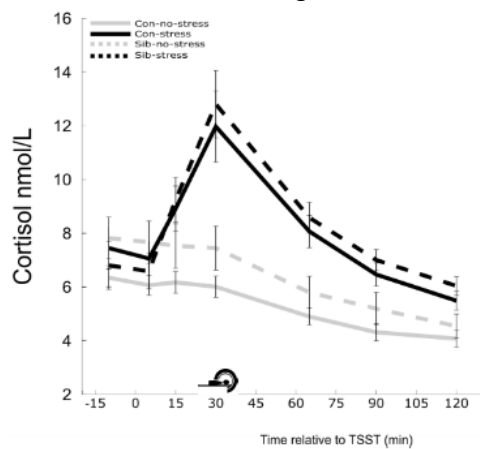 16
14
12
10
8
6
4
2
Cortisol nmol/L
Con-no-stress
Con-stress
Sib-no-stress
Sib-stress
-15 0 15 30 45 60 75 90 105 120
Time relative to TSST (min)